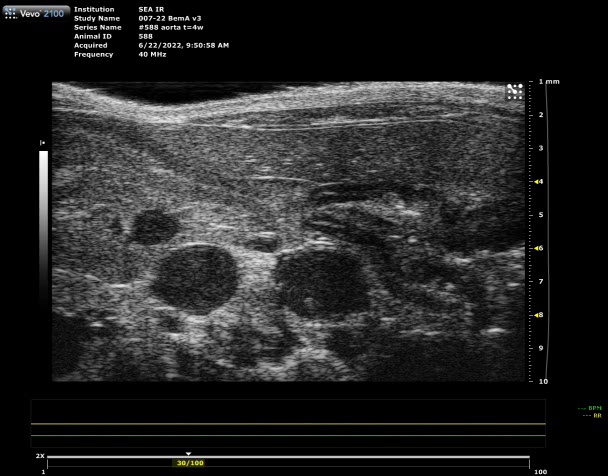 Vevo 2100
Institution SEA IR
Study Name 007-22 BemA v3
Series Name #588 aorta t=4w
Animal ID 588
Acquired 6/22/2022, 9:50:58 AM
Frequency 40 MHz
1 mm
2
3
4
5
6
7
8
9
10
--- BPM
--- RR
2X
30/100
1
100